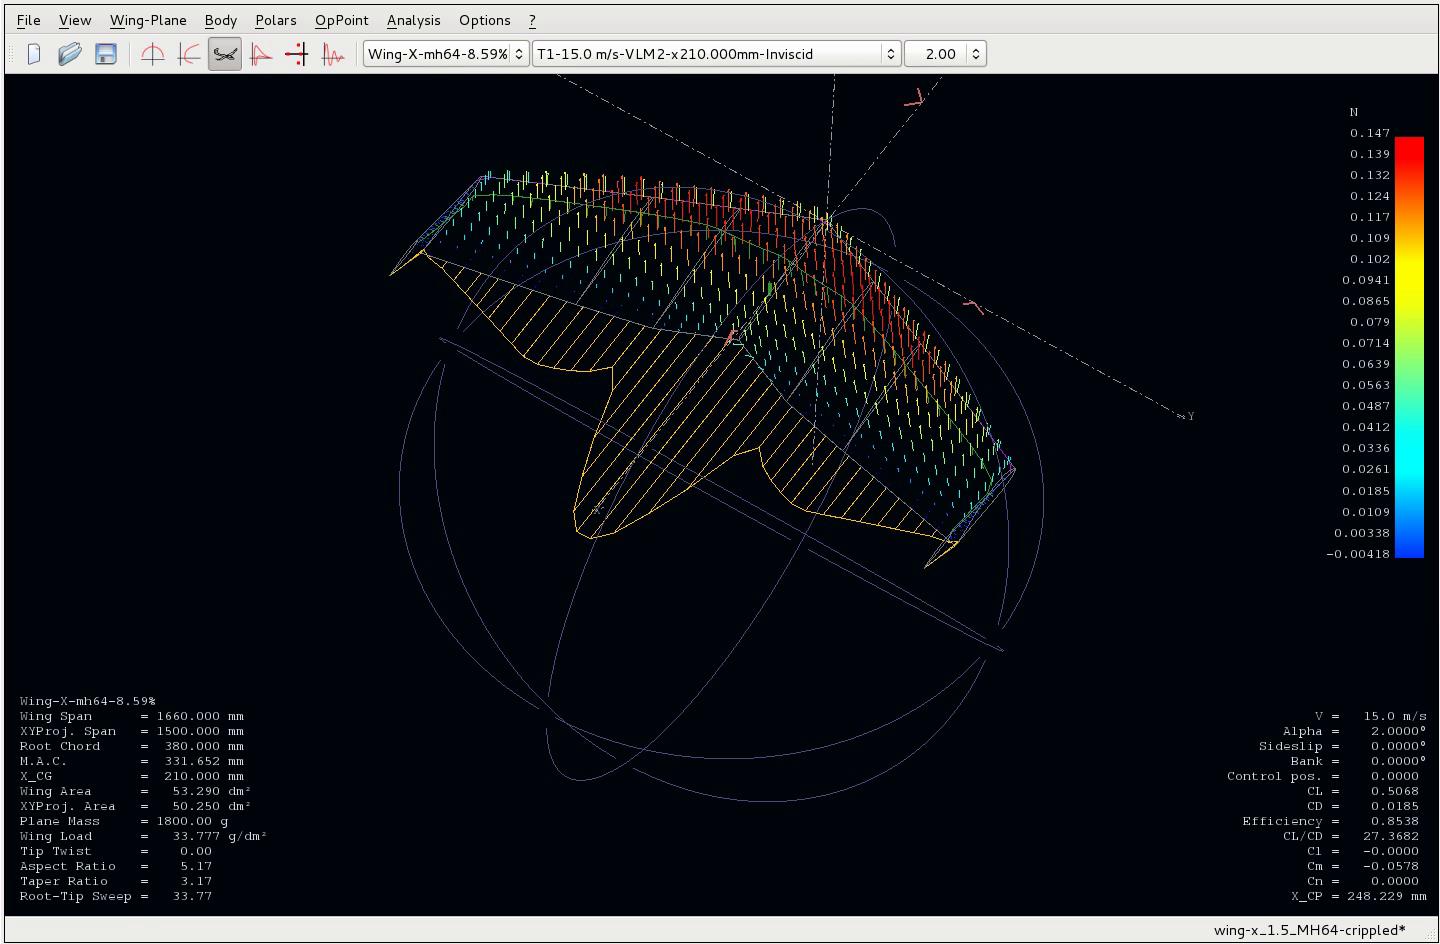 File View Wing-Plane Body Polars OpPoint Analysis Options ?
Wing-X-mh64-8.59% T1-15.0 m/s-VLM2-x210.000mm-Inviscid 2.00
N
0.147
0.139
0.132
0.124
0.117
0.109
0.102
0.0941
0.0865
0.079
0.0714
0.0639
0.0563
0.0487
0.0412
0.0336
0.0261
0.0185
0.0109
0.00338
-0.00418
Y
X
Wing-X-mh64-8.59%
Wing Span = 1660.000 mm
XYProj. Span = 1500.000 mm
Root Chord = 380.000 mm
M.A.C. = 331.652 mm
X_CG = 210.000 mm
Wing Area = 53.290 dm²
XYProj. Area = 50.250 dm²
Plane Mass = 1800.00 g
Wing Load = 33.777 g/dm²
Tip Twist = 0.00
Aspect Ratio = 5.17
Taper Ratio = 3.17
Root-Tip Sweep = 33.77
V = 15.0 m/s
Alpha = 2.0000°
Sideslip = 0.0000°
Bank = 0.0000°
Control pos. = 0.0000
CL = 0.5068
CD = 0.0185
Efficiency = 0.8538
CL/CD = 27.3682
Cl = -0.0000
Cm = -0.0578
Cn = 0.0000
X_CP = 248.229 mm
wing-x_1.5_MH64-crippled*